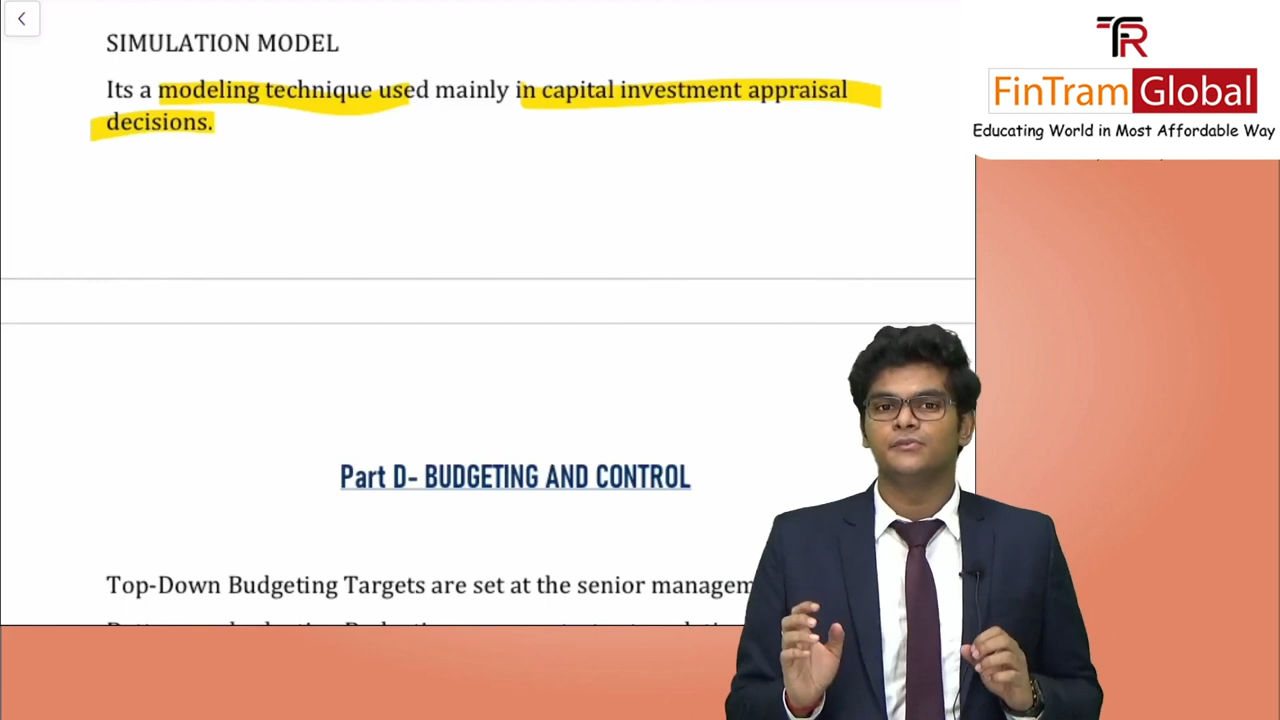 SIMULATION MODEL
Its a modeling technique used mainly in capital investment appraisal
decisions.
TR
FinTram Global
Educating World in Most Affordable Way
Part D- BUDGETING AND CONTROL
Top-Down Budgeting Targets are set at the senior